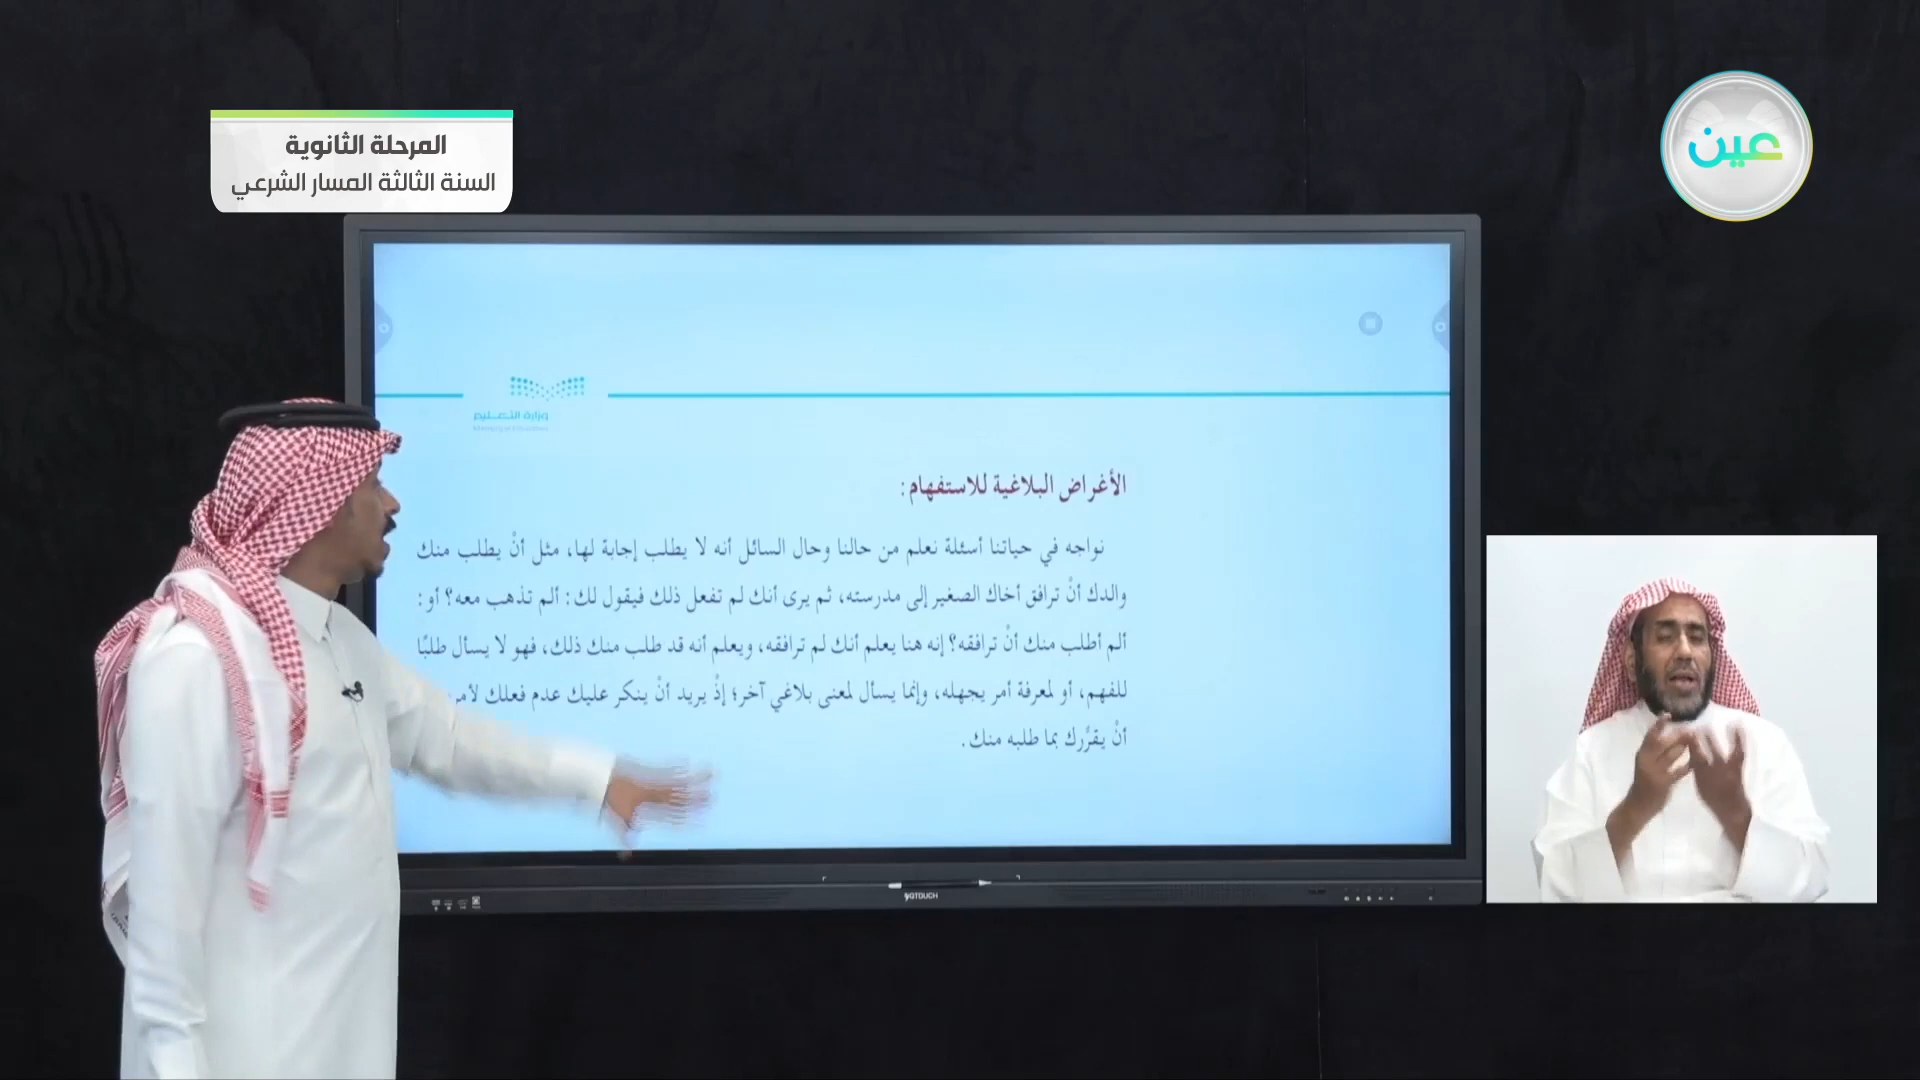 المرحلة الثانوية
السنة الثالثة المسار الشرعي
عين
وزارة التعليم
الأغراض البلاغية للاستفهام:
نواجه في حياتنا أسئلة نعلم من حالنا وحال السائل أنه لا يطلب إجابة لها، مثل أنْ يطلب منك
والدك أنْ ترافق أخاك الصغير إلى مدرسته، ثم يرى أنك لم تفعل ذلك فيقول لك: ألم تذهب معه؟ أو:
ألم أطلب منك أنْ ترافقه؟ إنه هنا يعلم أنك لم ترافقه، ويعلم أنه قد طلب منك ذلك، فهو لا يسأل طلبًا
للفهم، أو لمعرفة أمر يجهله، وإنما يسأل لمعنى بلاغي آخر؛ إذْ يريد أنْ ينكر عليك عدم فعلك
أنْ يقرِّرك بما طلبه منك.